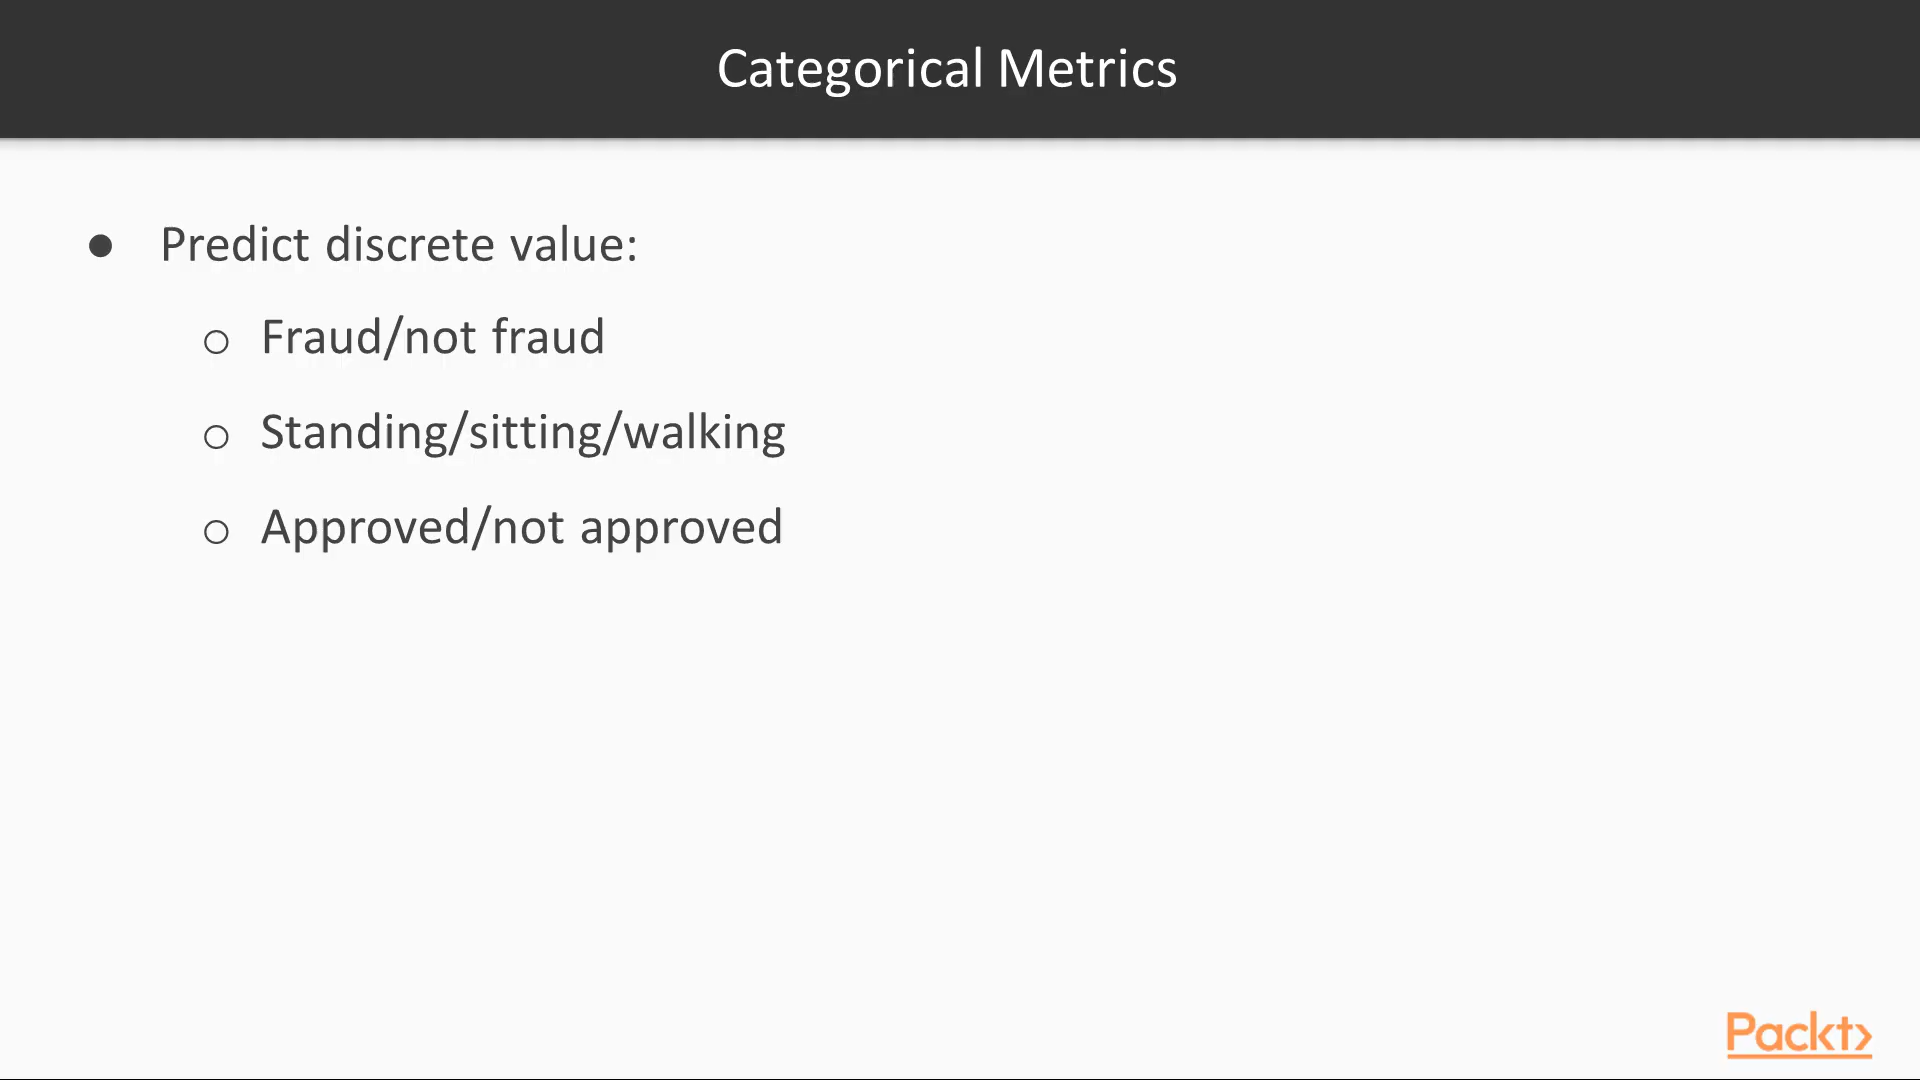 Categorical Metrics
● Predict discrete value:
○ Fraud/not fraud
○ Standing/sitting/walking
○ Approved/not approved
Packt>